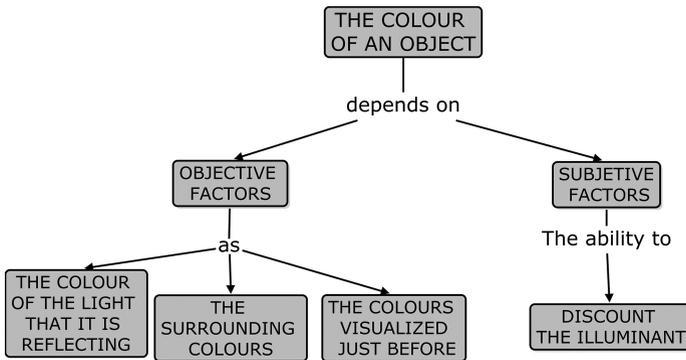 THE COLOUR
OF AN OBJECT
depends on
OBJECTIVE
FACTORS
SUBJETIVE
FACTORS
as
The ability to
THE COLOUR
OF THE LIGHT
THAT IT IS
REFLECTING
THE
SURROUNDING
COLOURS
THE COLOURS
VISUALIZED
JUST BEFORE
DISCOUNT
THE ILLUMINANT